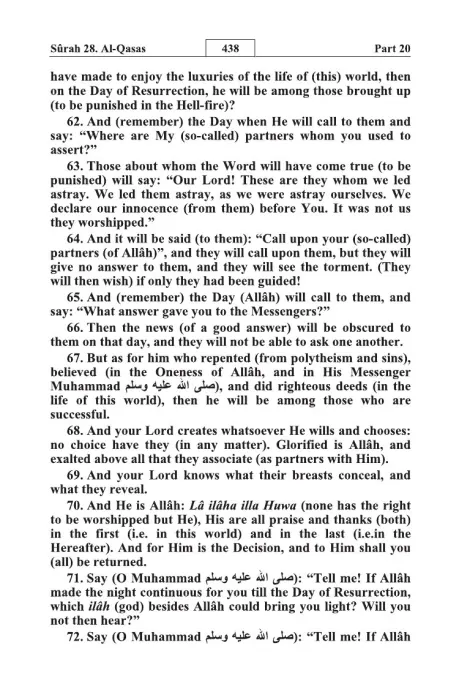 Sûrah 28. Al-Qasas 438 Part 20
have made to enjoy the luxuries of the life of (this) world, then
on the Day of Resurrection, he will be among those brought up
(to be punished in the Hell-fire)?
62. And (remember) the Day when He will call to them and
say: “Where are My (so-called) partners whom you used to
assert?”
63. Those about whom the Word will have come true (to be
punished) will say: “Our Lord! These are they whom we led
astray. We led them astray, as we were astray ourselves. We
declare our innocence (from them) before You. It was not us
they worshipped.”
64. And it will be said (to them): “Call upon your (so-called)
partners (of Allâh)”, and they will call upon them, but they will
give no answer to them, and they will see the torment. (They
will then wish) if only they had been guided!
65. And (remember) the Day (Allâh) will call to them, and
say: “What answer gave you to the Messengers?”
66. Then the news (of a good answer) will be obscured to
them on that day, and they will not be able to ask one another.
67. But as for him who repented (from polytheism and sins),
believed (in the Oneness of Allâh, and in His Messenger
Muhammad صلى الله عليه وسلم), and did righteous deeds (in the
life of this world), then he will be among those who are
successful.
68. And your Lord creates whatsoever He wills and chooses:
no choice have they (in any matter). Glorified is Allâh, and
exalted above all that they associate (as partners with Him).
69. And your Lord knows what their breasts conceal, and
what they reveal.
70. And He is Allâh: Lâ ilâha illa Huwa (none has the right
to be worshipped but He), His are all praise and thanks (both)
in the first (i.e. in this world) and in the last (i.e.in the
Hereafter). And for Him is the Decision, and to Him shall you
(all) be returned.
71. Say (O Muhammad صلى الله عليه وسلم): “Tell me! If Allâh
made the night continuous for you till the Day of Resurrection,
which ilâh (god) besides Allâh could bring you light? Will you
not then hear?”
72. Say (O Muhammad صلى الله عليه وسلم): “Tell me! If Allâh